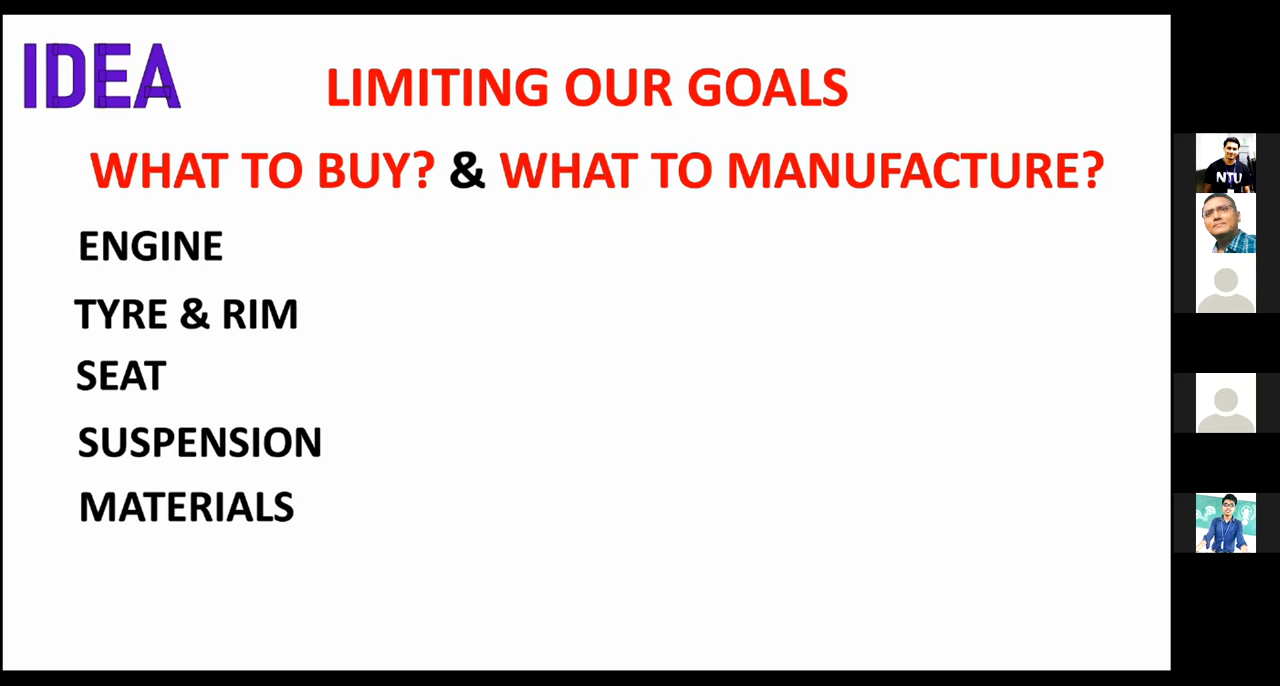 IDEA
LIMITING OUR GOALS
WHAT TO BUY? & WHAT TO MANUFACTURE?
ENGINE
TYRE & RIM
SEAT
SUSPENSION
MATERIALS
NTU